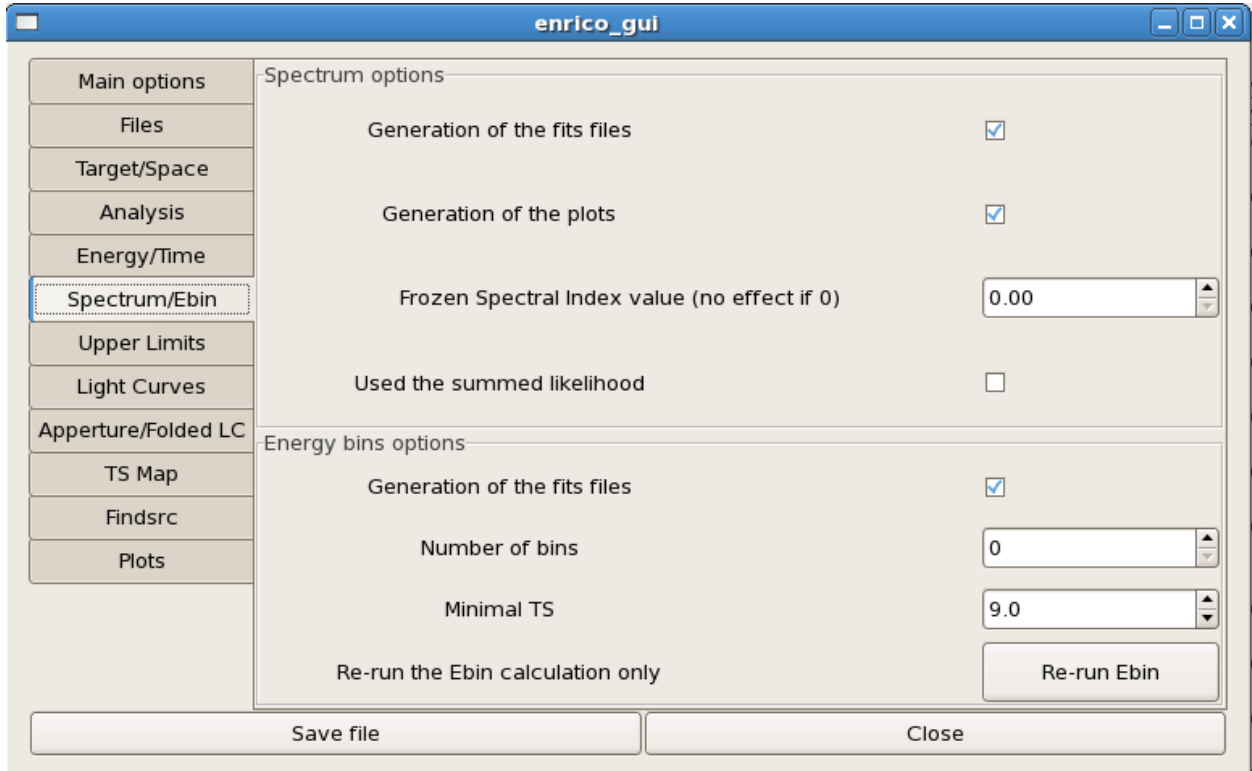 enrico_gui
Main options
Files
Target/Space
Analysis
Energy/Time
Spectrum/Ebin
Upper Limits
Light Curves
Apperture/Folded LC
TS Map
Findsrc
Plots
Spectrum options
Generation of the fits files
Generation of the plots
Frozen Spectral Index value (no effect if 0) 0.00
Used the summed likelihood
Energy bins options
Generation of the fits files
Number of bins 0
Minimal TS 9.0
Re-run the Ebin calculation only Re-run Ebin
Save file Close